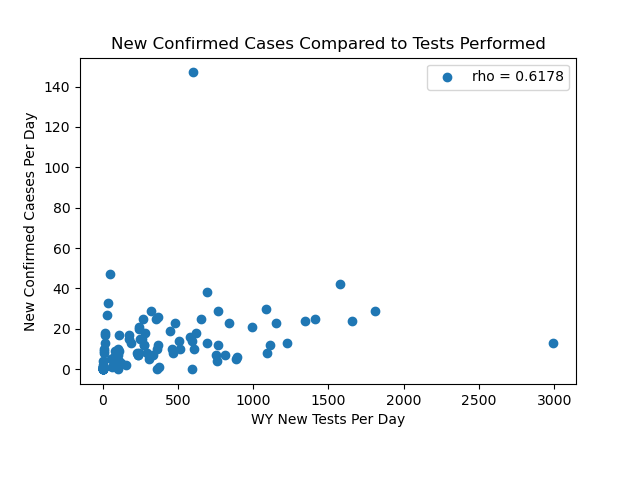 New Confirmed Cases Compared to Tests Performed
rho = 0.6178
New Confirmed Caeses Per Day
140
120
100
80
60
40
20
0
0 500 1000 1500 2000 2500 3000
WY New Tests Per Day